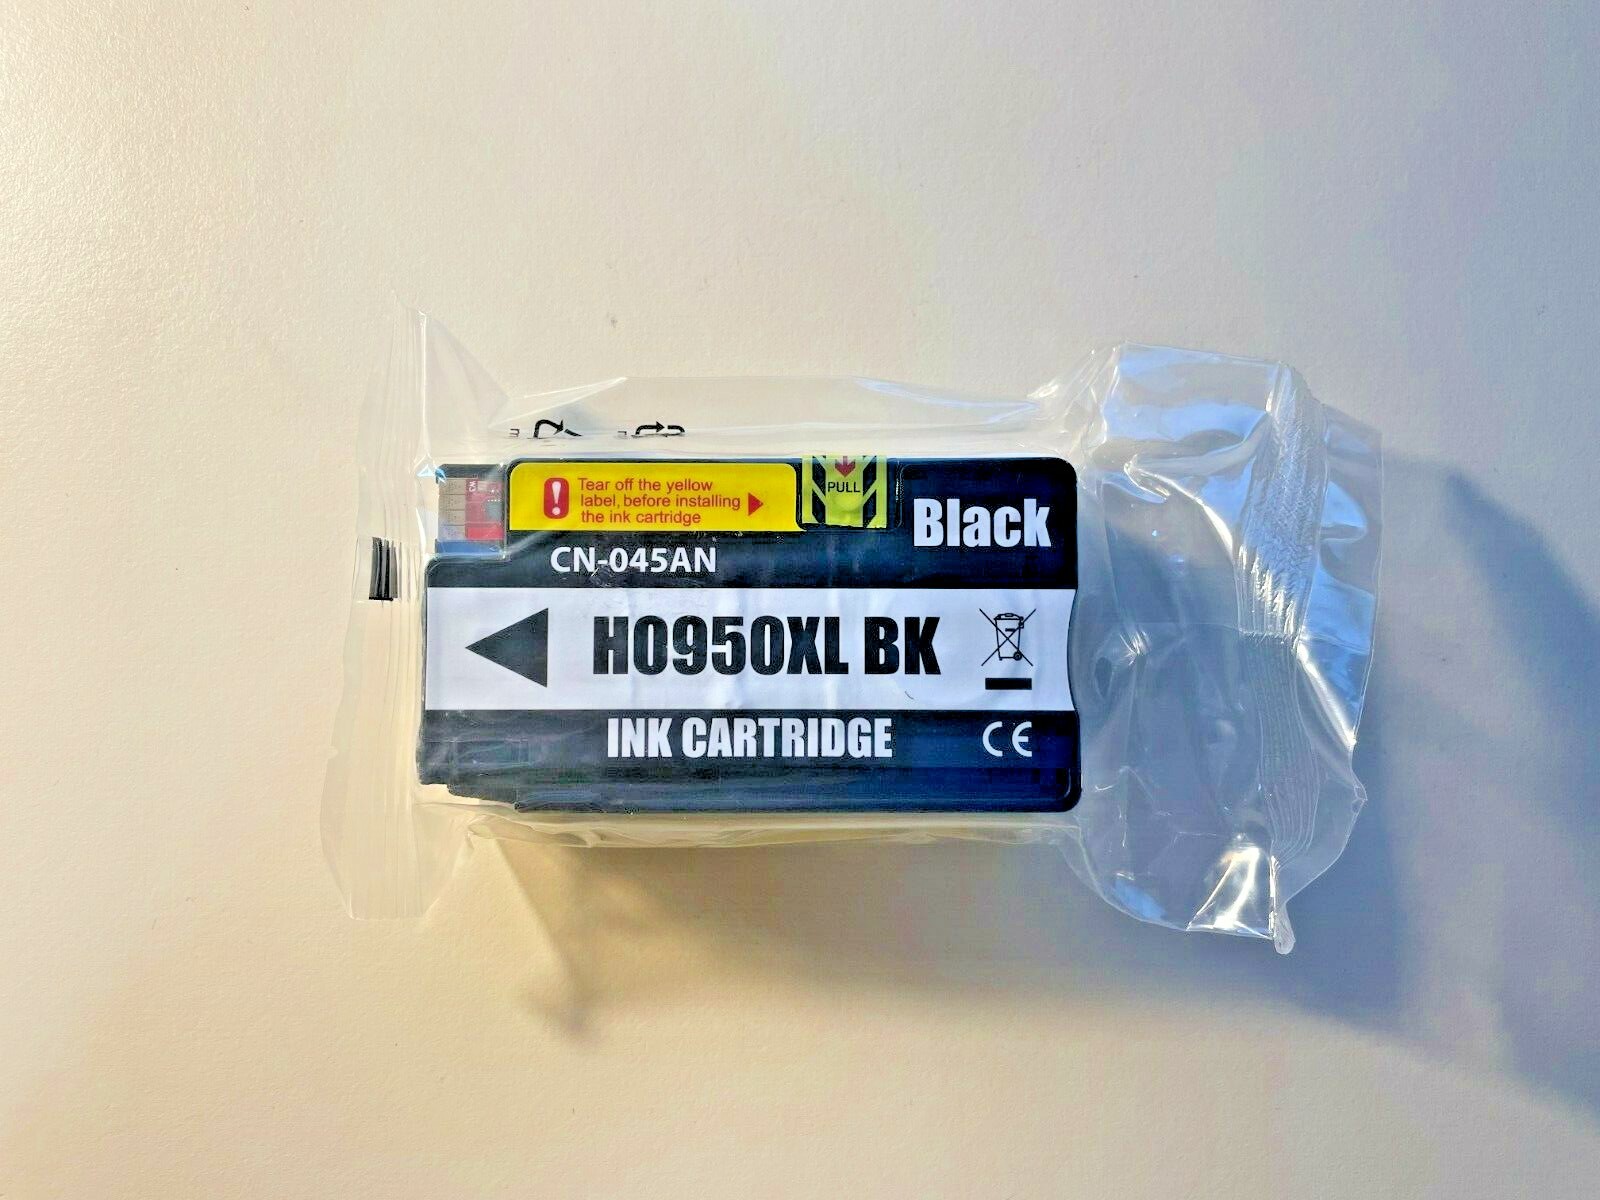 Tear off the yellow
label, before installing
the ink cartridge
PULL
Black
CN-045AN
H0950XL BK
INK CARTRIDGE
CE